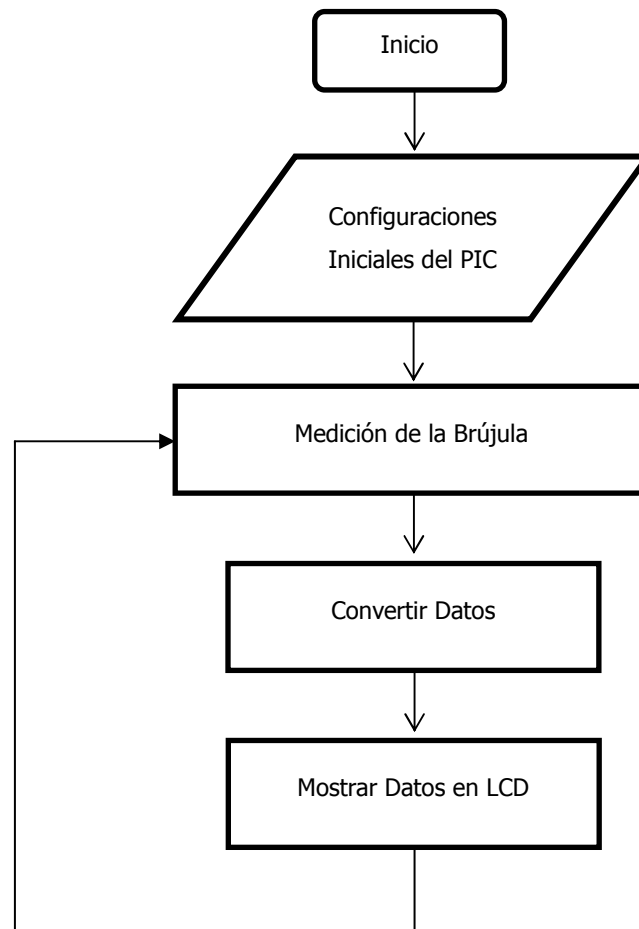 Inicio
Configuraciones
Iniciales del PIC
Medición de la Brújula
Convertir Datos
Mostrar Datos en LCD